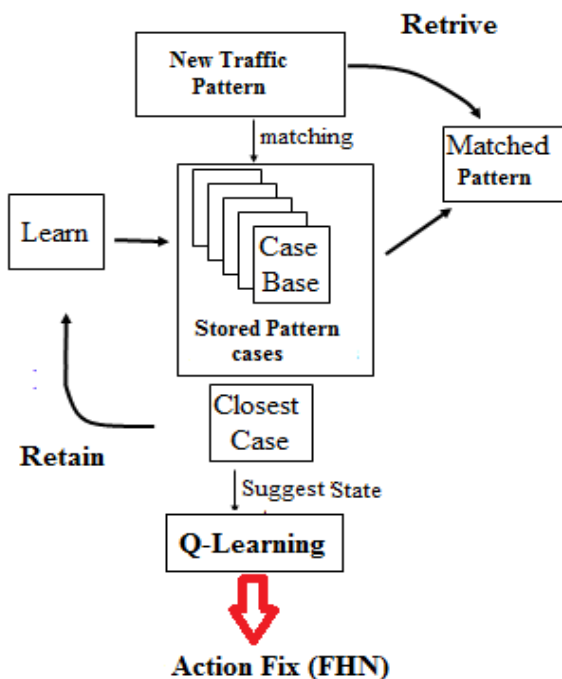 Retrive
New Traffic
Pattern
matching
Matched
Pattern
Learn
Case
Base
Stored Pattern
cases
Closest
Case
Retain
Suggest State
Q-Learning
Action Fix (FHN)